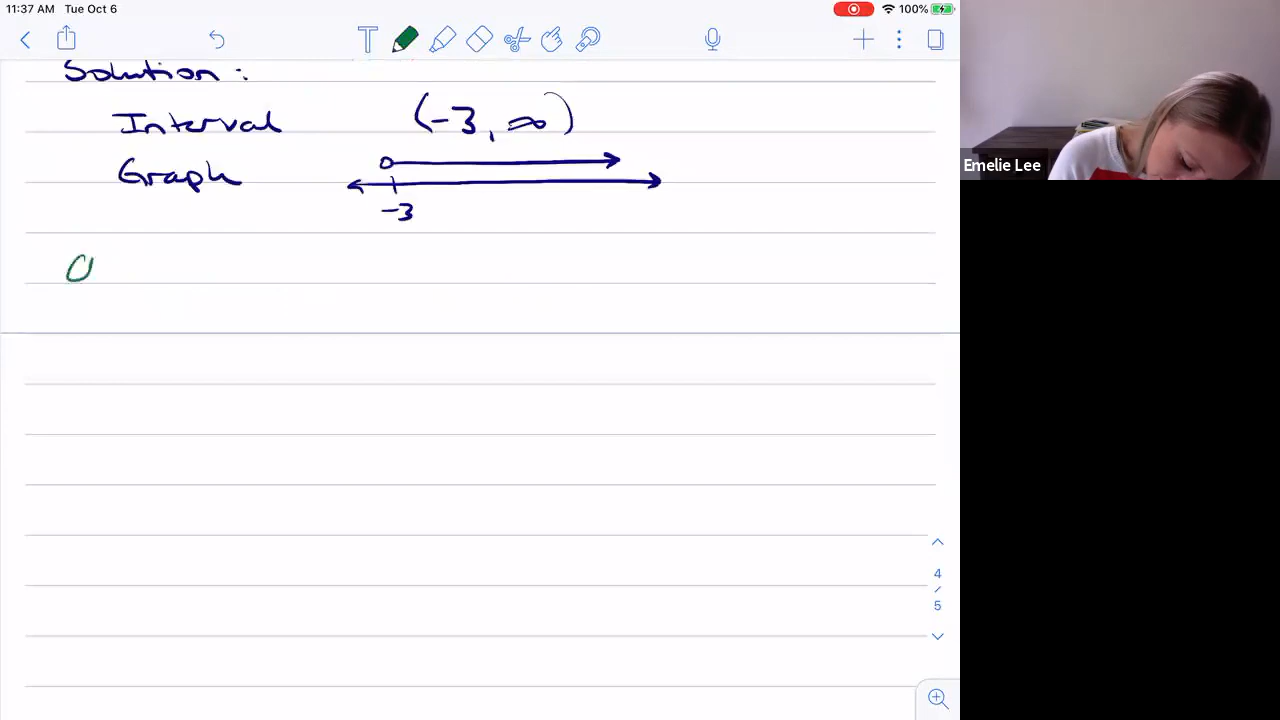 11:37 AM Tue Oct 6
100%
T
Solution:
Interval (-3, ∞)
Graph
-3
Emelie Lee
4
/
5